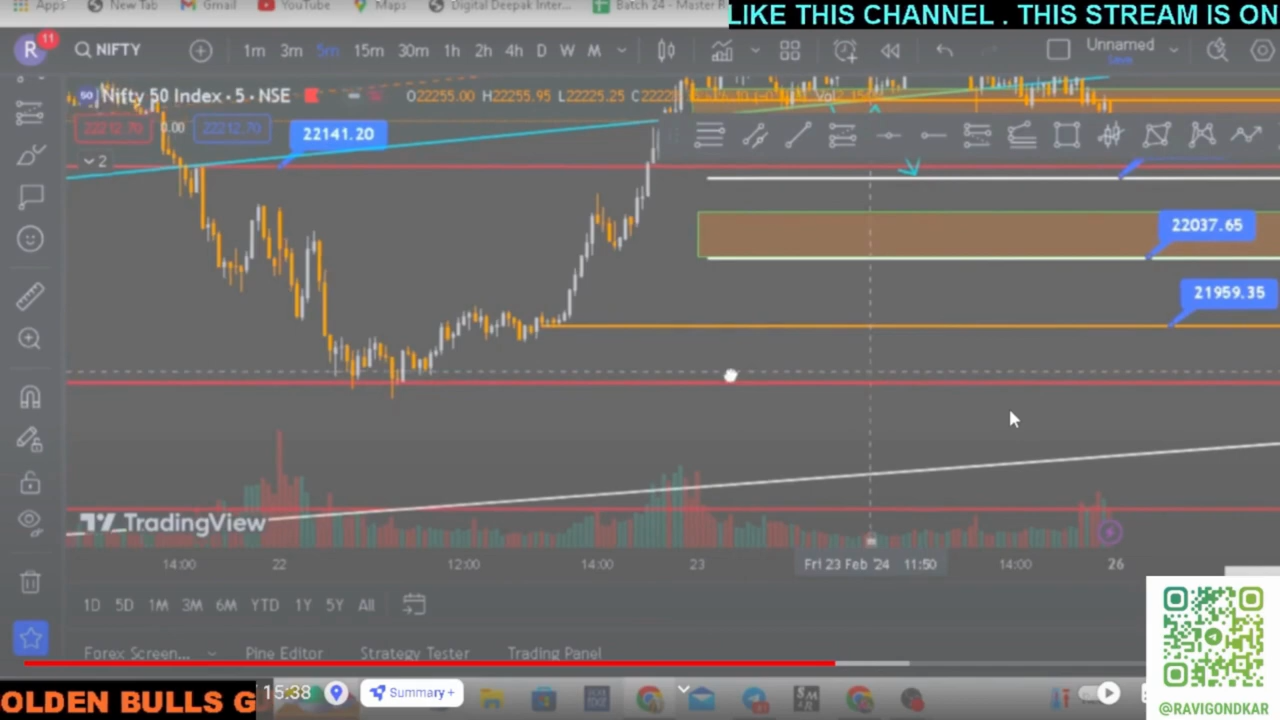 Apps New Tab Gmail YouTube Maps Digital Deepak Inter... Batch 24 - Master R
LIKE THIS CHANNEL . THIS STREAM IS ON
R 11 NIFTY 1m 3m 5m 15m 30m 1h 2h 4h D W M Unnamed
Save
50 Nifty 50 Index · 5 · NSE O22255.00 H22255.95 L22225.25
22212.70 0.00 22212.70 22141.20
2
22037.65
21959.35
TradingView
14:00 22 12:00 14:00 23 Fri 23 Feb '24 11:50 14:00 26
1D 5D 1M 3M 6M YTD 1Y 5Y All
Forex Screen... Pine Editor Strategy Tester Trading Panel
OLDEN BULLS G 15:38 Summary +
@RAVIGONDKAR